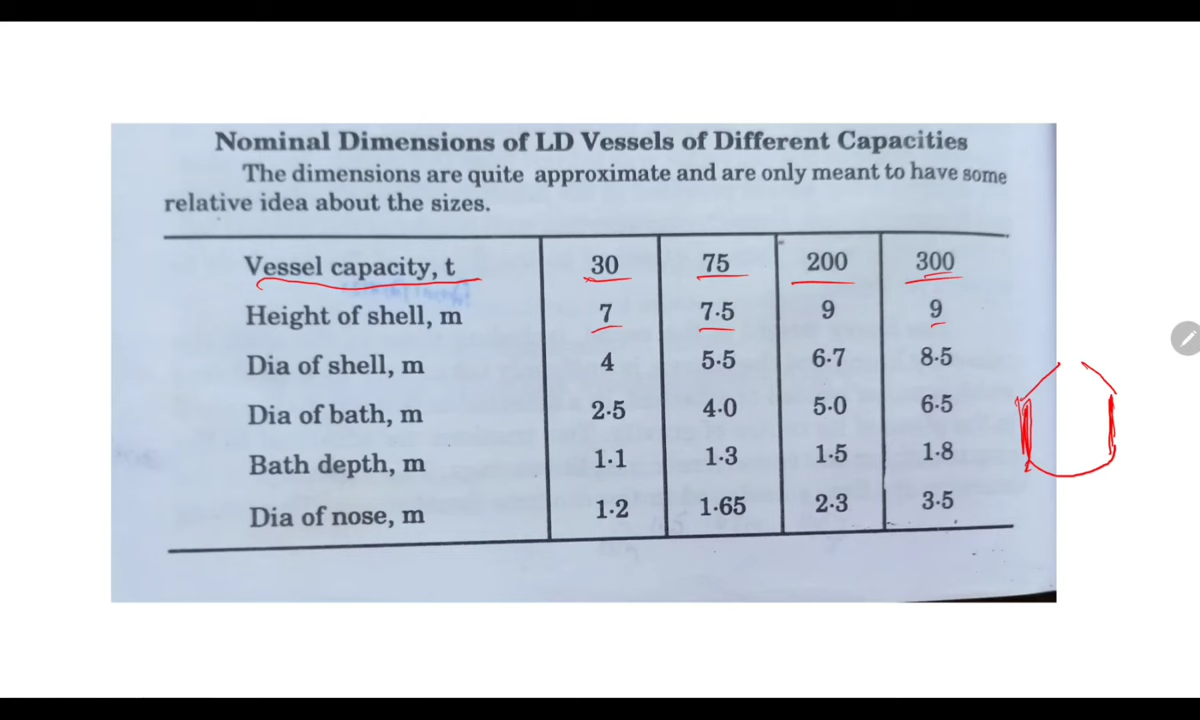 Nominal Dimensions of LD Vessels of Different Capacities
The dimensions are quite approximate and are only meant to have some
relative idea about the sizes.
Vessel capacity, t 30 75 200 300
Height of shell, m 7 7·5 9 9
Dia of shell, m 4 5·5 6·7 8·5
Dia of bath, m 2·5 4·0 5·0 6·5
Bath depth, m 1·1 1·3 1·5 1·8
Dia of nose, m 1·2 1·65 2·3 3·5